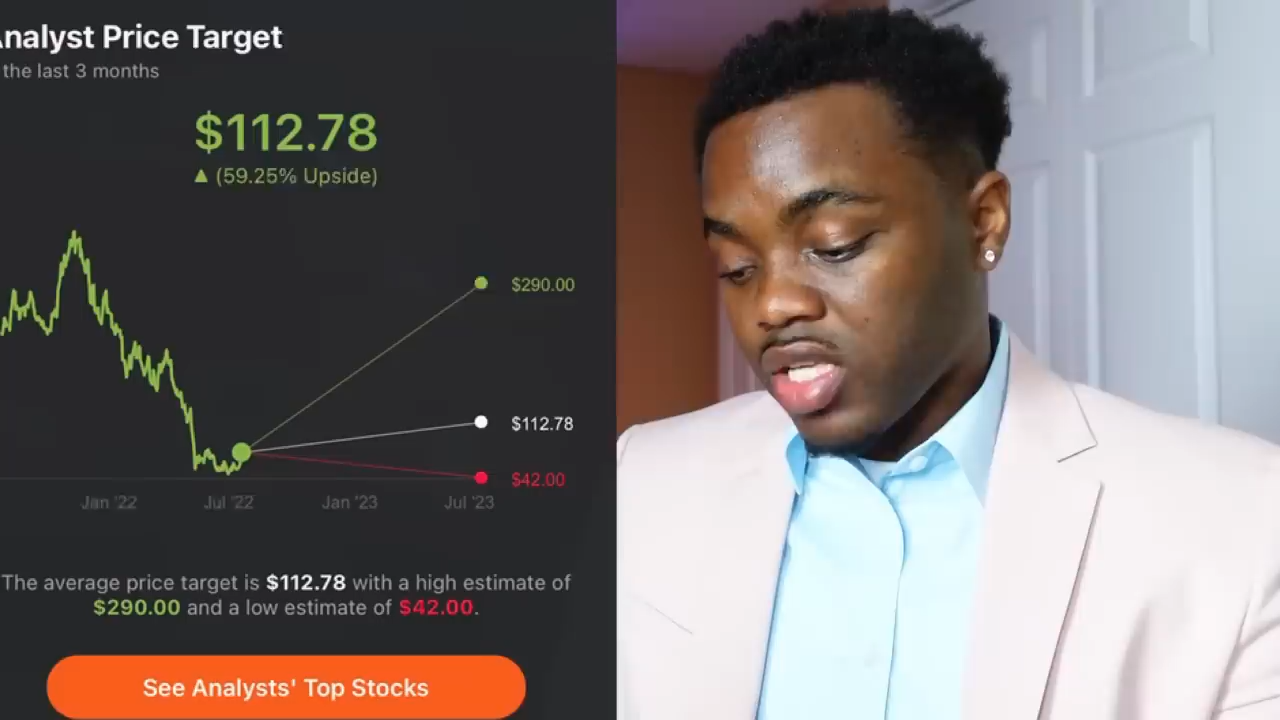 Analyst Price Target
the last 3 months
$112.78
▲ (59.25% Upside)
$290.00
$112.78
$42.00
Jan '22 Jul '22 Jan '23 Jul '23
The average price target is $112.78 with a high estimate of
$290.00 and a low estimate of $42.00.
See Analysts' Top Stocks